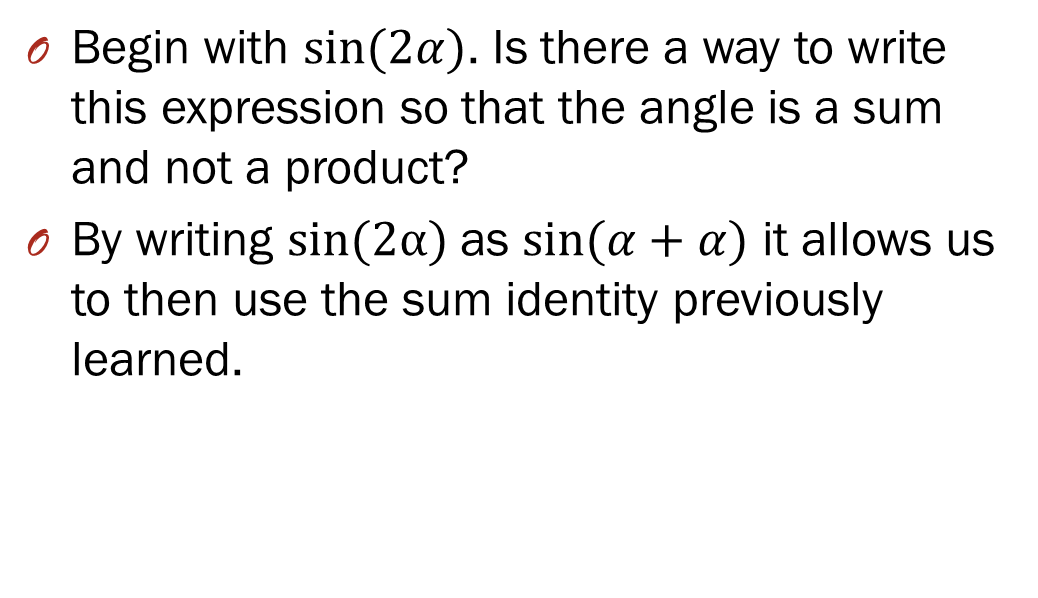 Begin with sin(2𝛼). Is there a way to write
this expression so that the angle is a sum
and not a product?
By writing sin(2α) as sin(𝛼 + 𝛼) it allows us
to then use the sum identity previously
learned.